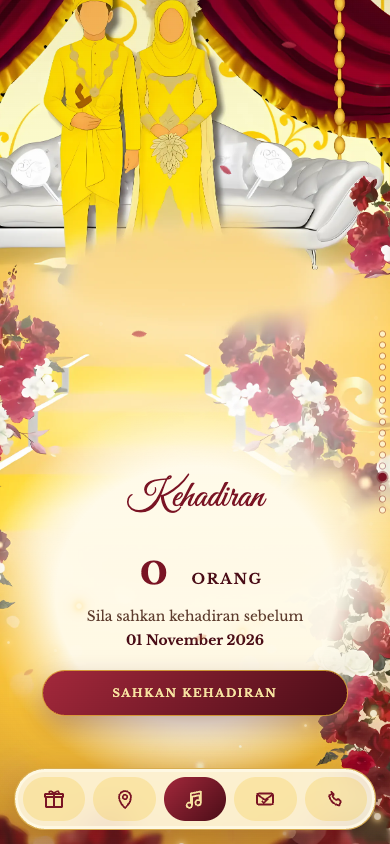 Kehadiran
0 ORANG
Sila sahkan kehadiran sebelum
01 November 2026
SAHKAN KEHADIRAN